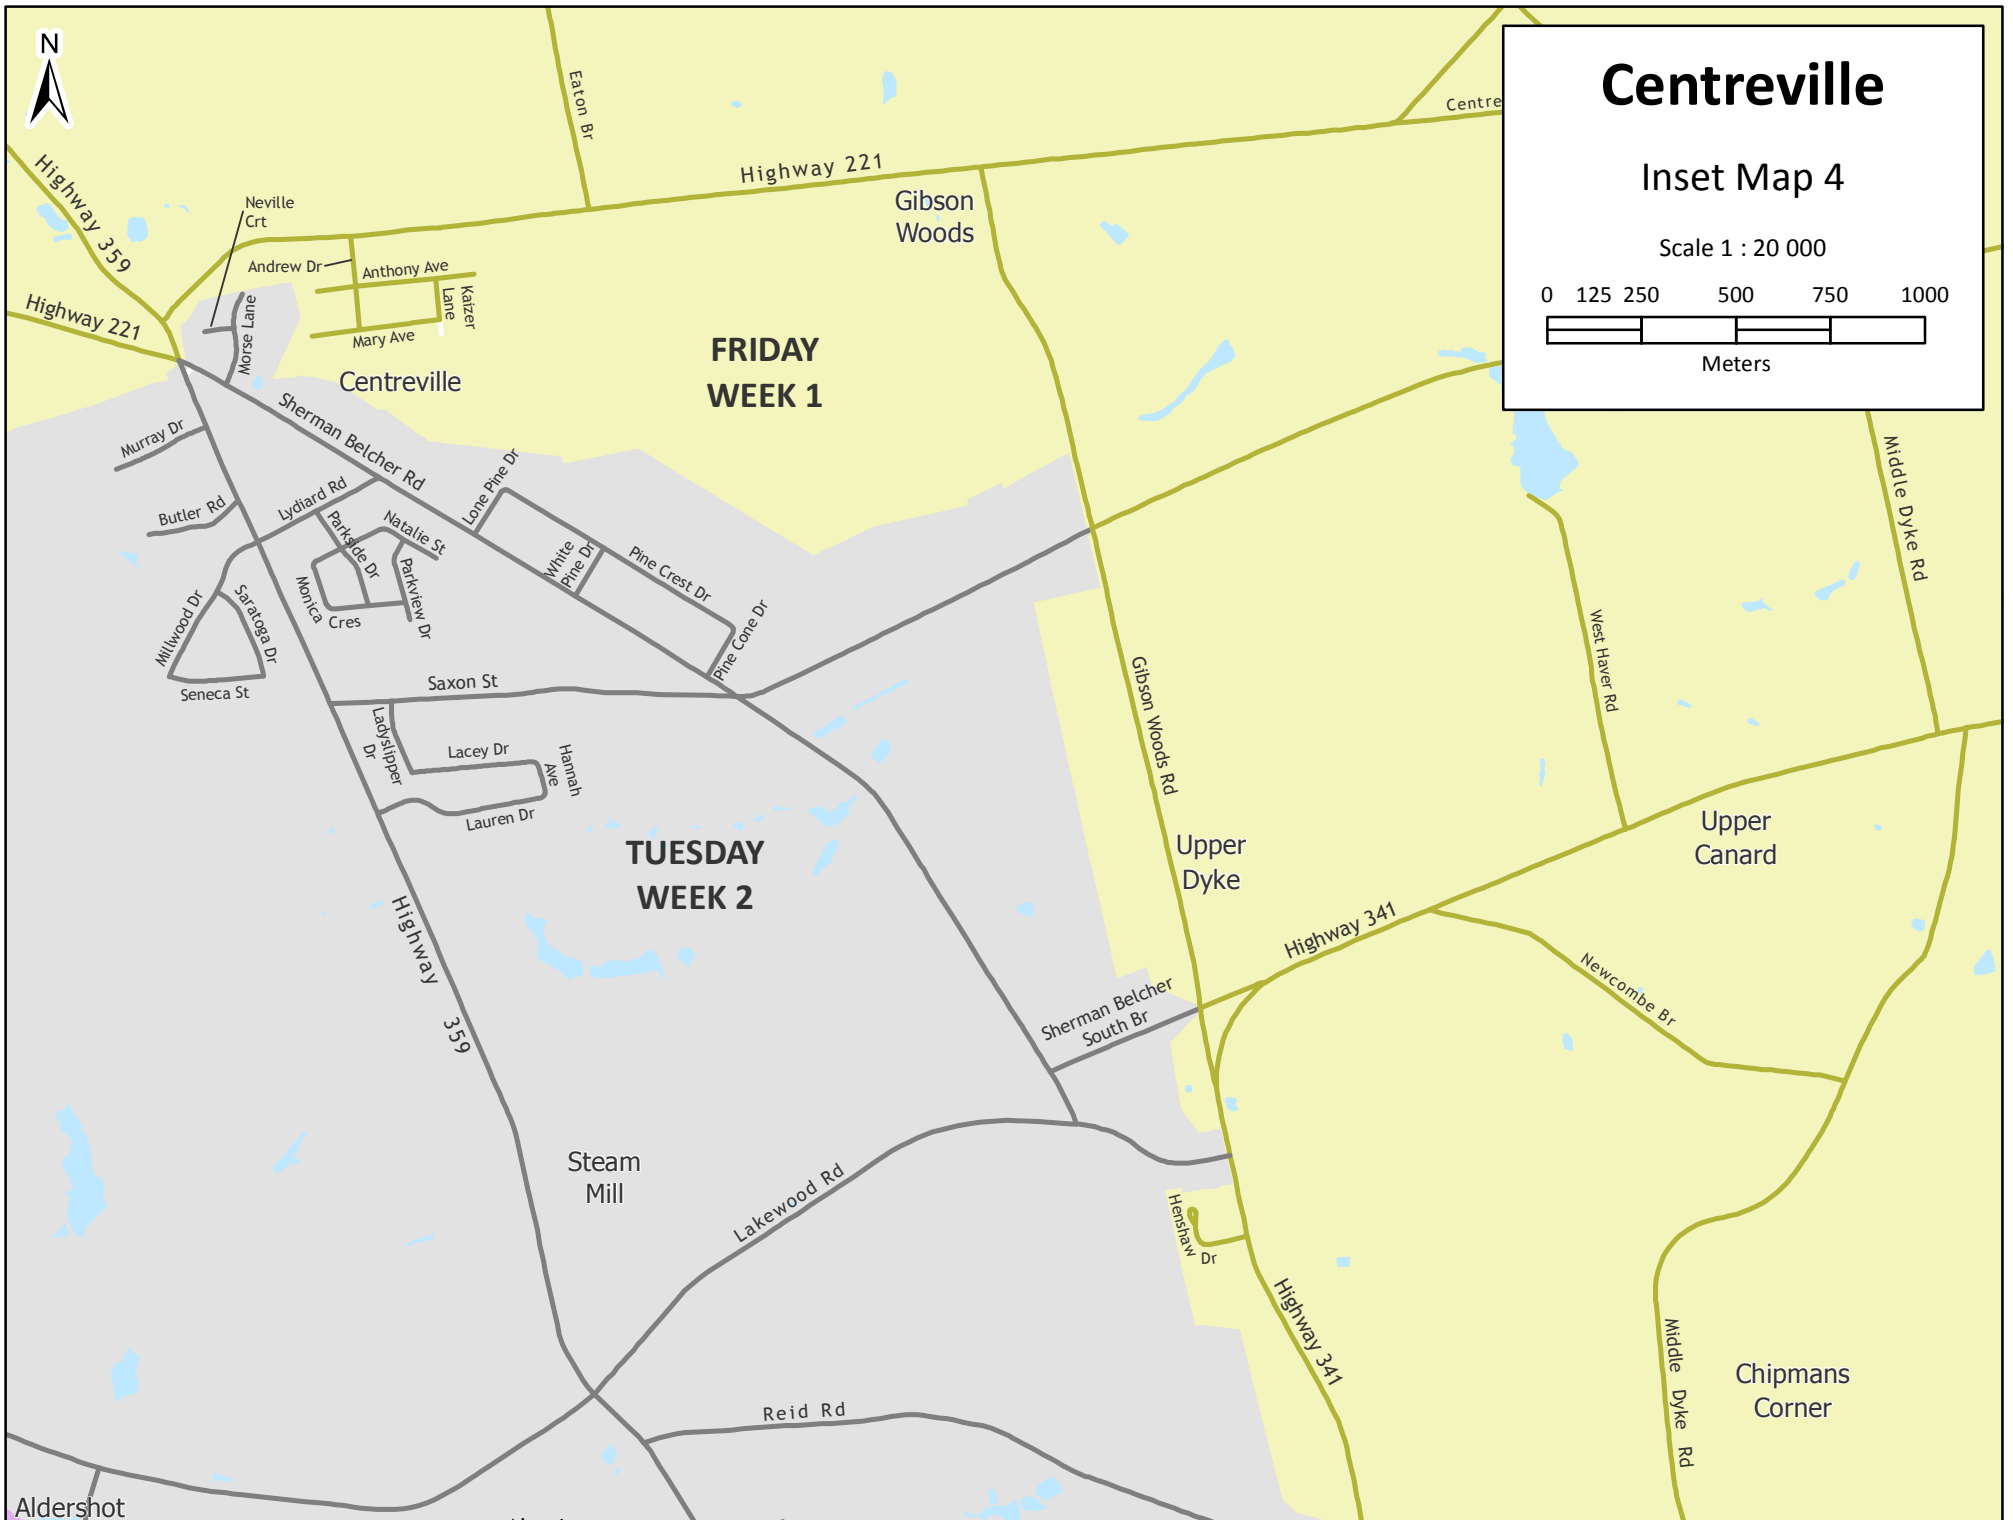 N
Centreville
Inset Map 4
Scale 1 : 20 000
0 125 250 500 750 1000
Meters
Eaton Br
Centre
Highway 221
Highway 359
Neville
Crt
Gibson
Woods
Andrew Dr
Anthony Ave
Kaizer
Lane
Highway 221
Morse Lane
Mary Ave
FRIDAY
WEEK 1
Centreville
Sherman Belcher Rd
Murray Dr
Lone Pine Dr
Middle Dyke Rd
Butler Rd
Lydiard Rd
Parkside Dr
Natalie St
White
Pine Dr
Pine Crest Dr
Parkview Dr
Monica
Cres
Millwood Dr
Saratoga Dr
Pine Cone Dr
West Haver Rd
Seneca St
Saxon St
Gibson Woods Rd
Ladyslipper
Dr
Lacey Dr
Hannah
Ave
Lauren Dr
TUESDAY
WEEK 2
Upper
Dyke
Upper
Canard
Highway 359
Highway 341
Newcombe Br
Sherman Belcher
South Br
Steam
Mill
Lakewood Rd
Henshaw
Dr
Highway 341
Middle Dyke Rd
Chipmans
Corner
Reid Rd
Aldershot